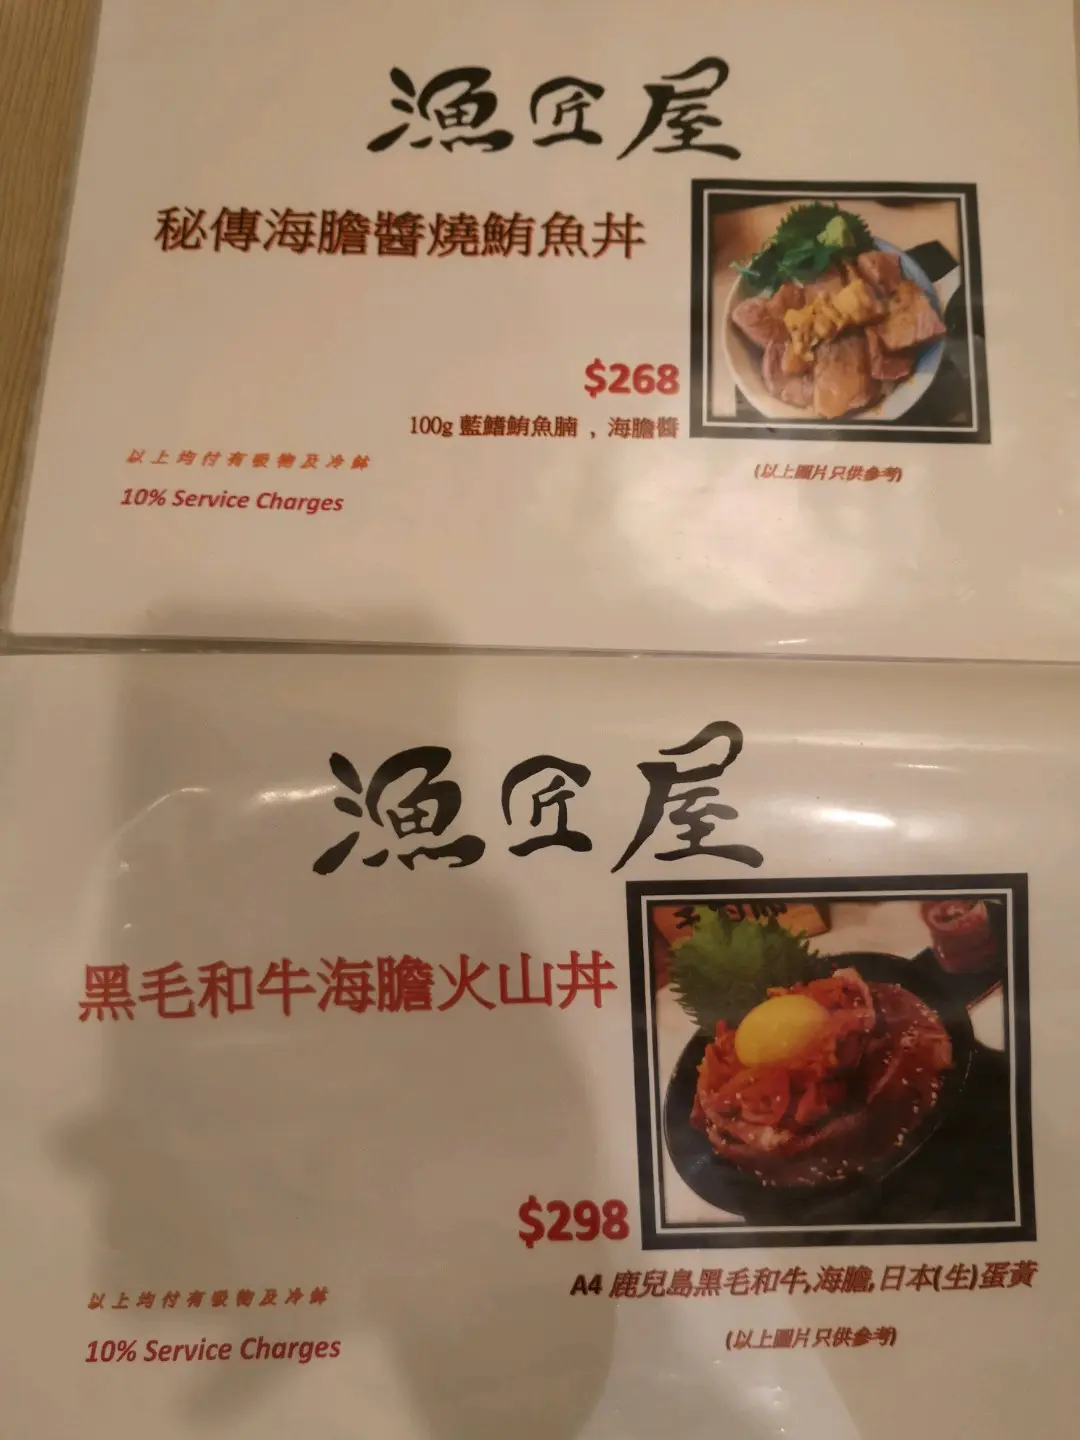 漁匠屋
秘傳海膽醬燒鮪魚丼
$268
100g 藍鰭鮪魚腩 , 海膽醬
(以上圖片只供參考)
以上均付有吸物及冷鉢
10% Service Charges
漁匠屋
黑毛和牛海膽火山丼
$298
A4 鹿兒島黑毛和牛,海膽,日本(生)蛋黃
(以上圖片只供參考)
以上均付有吸物及冷鉢
10% Service Charges